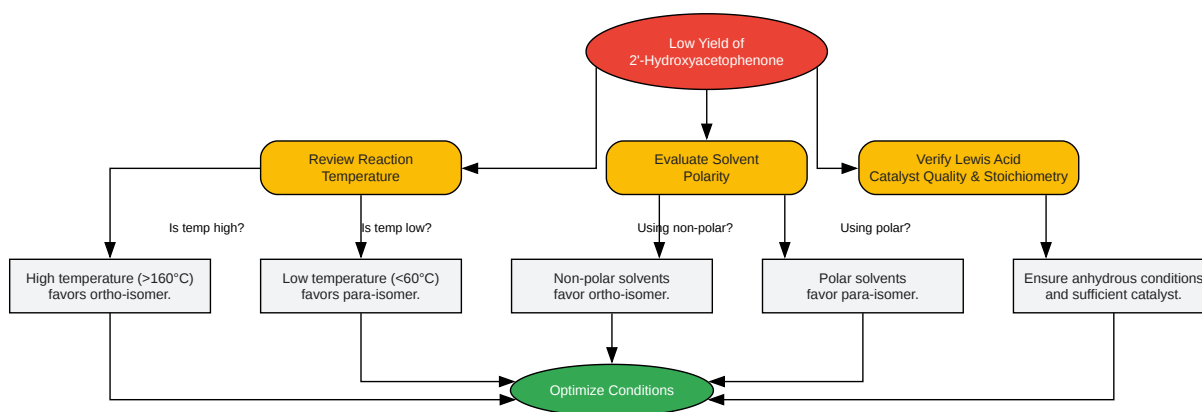 Low Yield of
2'-Hydroxyacetophenone
Review Reaction
Temperature
Evaluate Solvent
Polarity
Verify Lewis Acid
Catalyst Quality & Stoichiometry
Is temp high?
Is temp low?
Using non-polar?
Using polar?
High temperature (>160°C)
favors ortho-isomer.
Low temperature (<60°C)
favors para-isomer.
Non-polar solvents
favor ortho-isomer.
Polar solvents
favor para-isomer.
Ensure anhydrous conditions
and sufficient catalyst.
Optimize Conditions